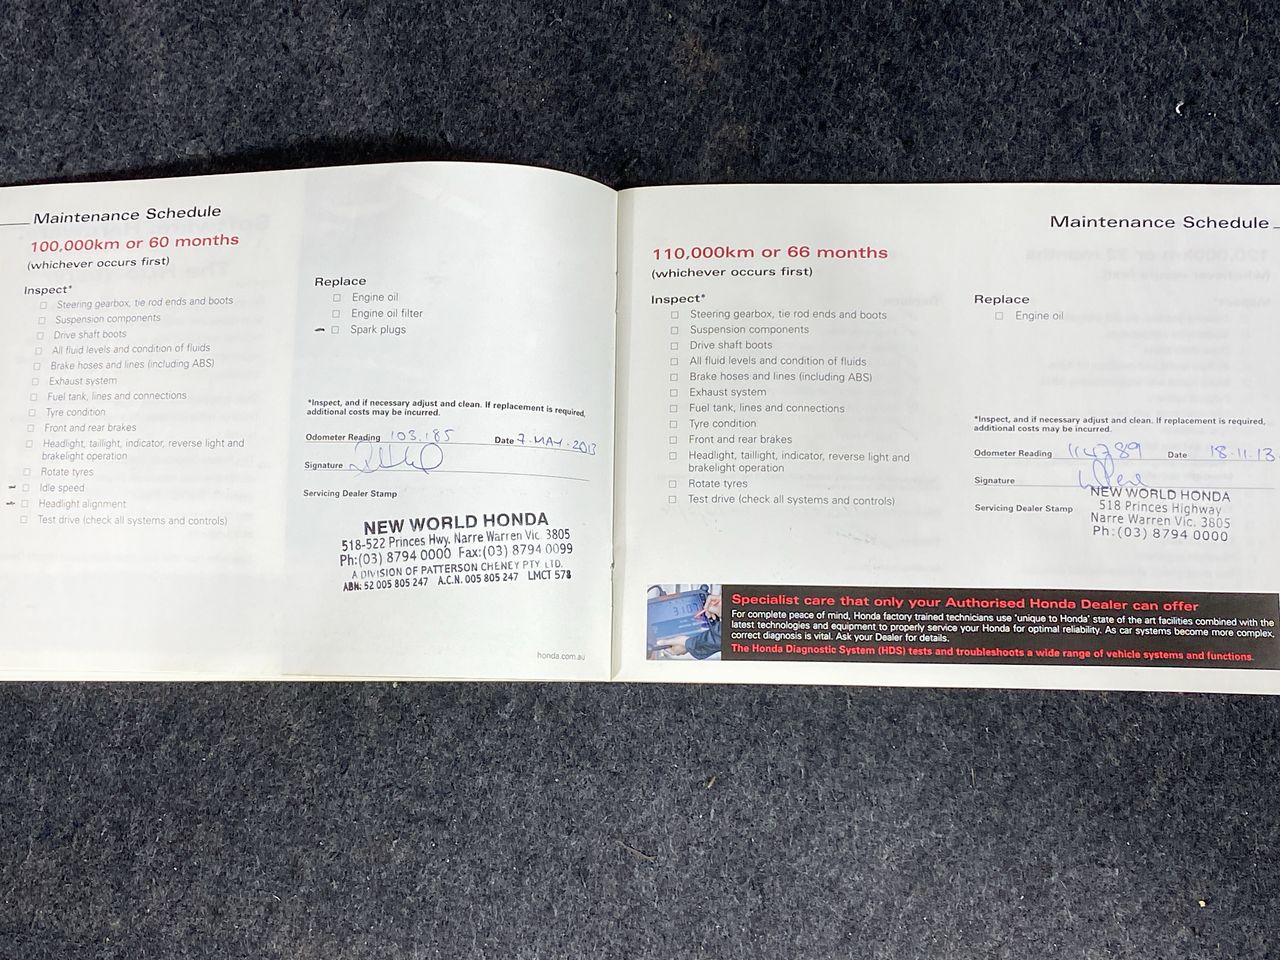 Maintenance Schedule
100,000km or 60 months
(whichever occurs first)
Inspect*
Steering gearbox, tie rod ends and boots
Suspension components
Drive shaft boots
All fluid levels and condition of fluids
Brake hoses and lines (including ABS)
Exhaust system
Fuel tank, lines and connections
Tyre condition
Front and rear brakes
Headlight, taillight, indicator, reverse light and
brakelight operation
Rotate tyres
Idle speed
Headlight alignment
Test drive (check all systems and controls)
Replace
Engine oil
Engine oil filter
Spark plugs
*Inspect, and if necessary adjust and clean. If replacement is required,
additional costs may be incurred.
Odometer Reading 103,185 Date 7-MAY-2013
Signature
Servicing Dealer Stamp
NEW WORLD HONDA
518-522 Princes Hwy, Narre Warren Vic. 3805
Ph:(03) 8794 0000 Fax:(03) 8794 0099
A DIVISION OF PATTERSON CHENEY PTY. LTD.
ABN: 52 005 805 247 A.C.N. 005 805 247 LMCT 578
honda.com.au
Maintenance Schedule
110,000km or 66 months
(whichever occurs first)
Inspect*
Steering gearbox, tie rod ends and boots
Suspension components
Drive shaft boots
All fluid levels and condition of fluids
Brake hoses and lines (including ABS)
Exhaust system
Fuel tank, lines and connections
Tyre condition
Front and rear brakes
Headlight, taillight, indicator, reverse light and
brakelight operation
Rotate tyres
Test drive (check all systems and controls)
Replace
Engine oil
*Inspect, and if necessary adjust and clean. If replacement is required,
additional costs may be incurred.
Odometer Reading 114789 Date 18-11-13
Signature
Servicing Dealer Stamp
NEW WORLD HONDA
518 Princes Highway
Narre Warren Vic. 3805
Ph: (03) 8794 0000
Specialist care that only your Authorised Honda Dealer can offer
For complete peace of mind, Honda factory trained technicians use 'unique to Honda' state of the art facilities combined with the
latest technologies and equipment to properly service your Honda for optimal reliability. As car systems become more complex,
correct diagnosis is vital. Ask your Dealer for details.
The Honda Diagnostic System (HDS) tests and troubleshoots a wide range of vehicle systems and functions.